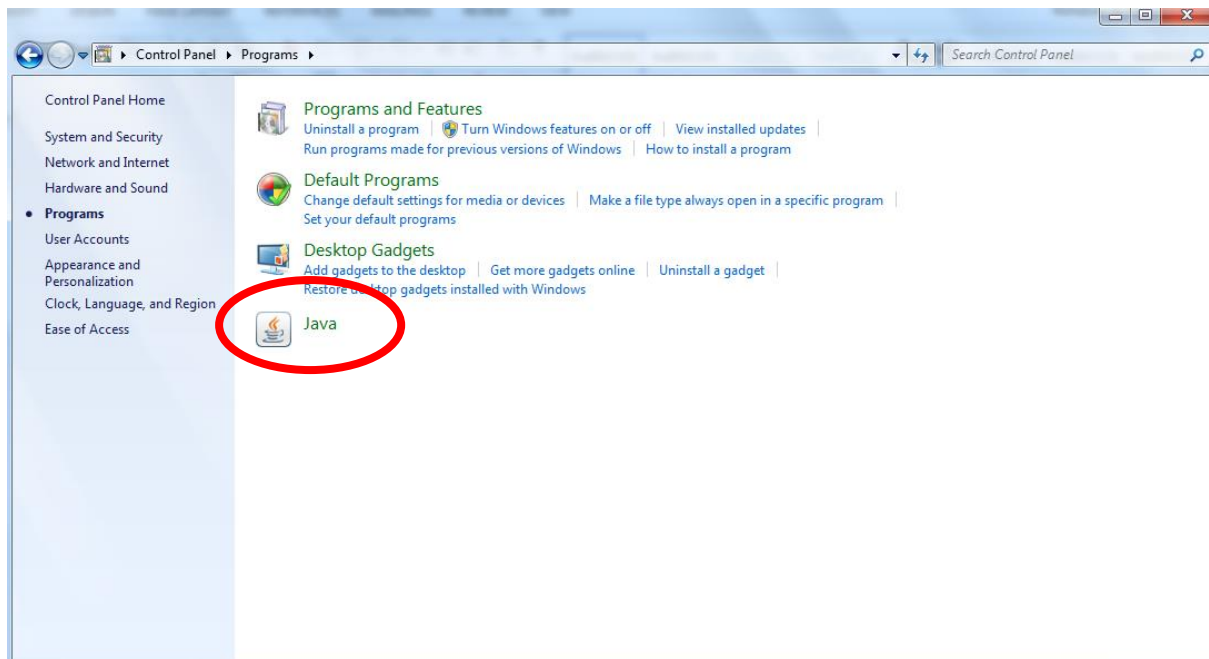 Control Panel Programs
Search Control Panel
Control Panel Home
System and Security
Network and Internet
Hardware and Sound
Programs
User Accounts
Appearance and
Personalization
Clock, Language, and Region
Ease of Access
Programs and Features
Uninstall a program Turn Windows features on or off View installed updates
Run programs made for previous versions of Windows How to install a program
Default Programs
Change default settings for media or devices Make a file type always open in a specific program
Set your default programs
Desktop Gadgets
Add gadgets to the desktop Get more gadgets online Uninstall a gadget
Restore desktop gadgets installed with Windows
Java